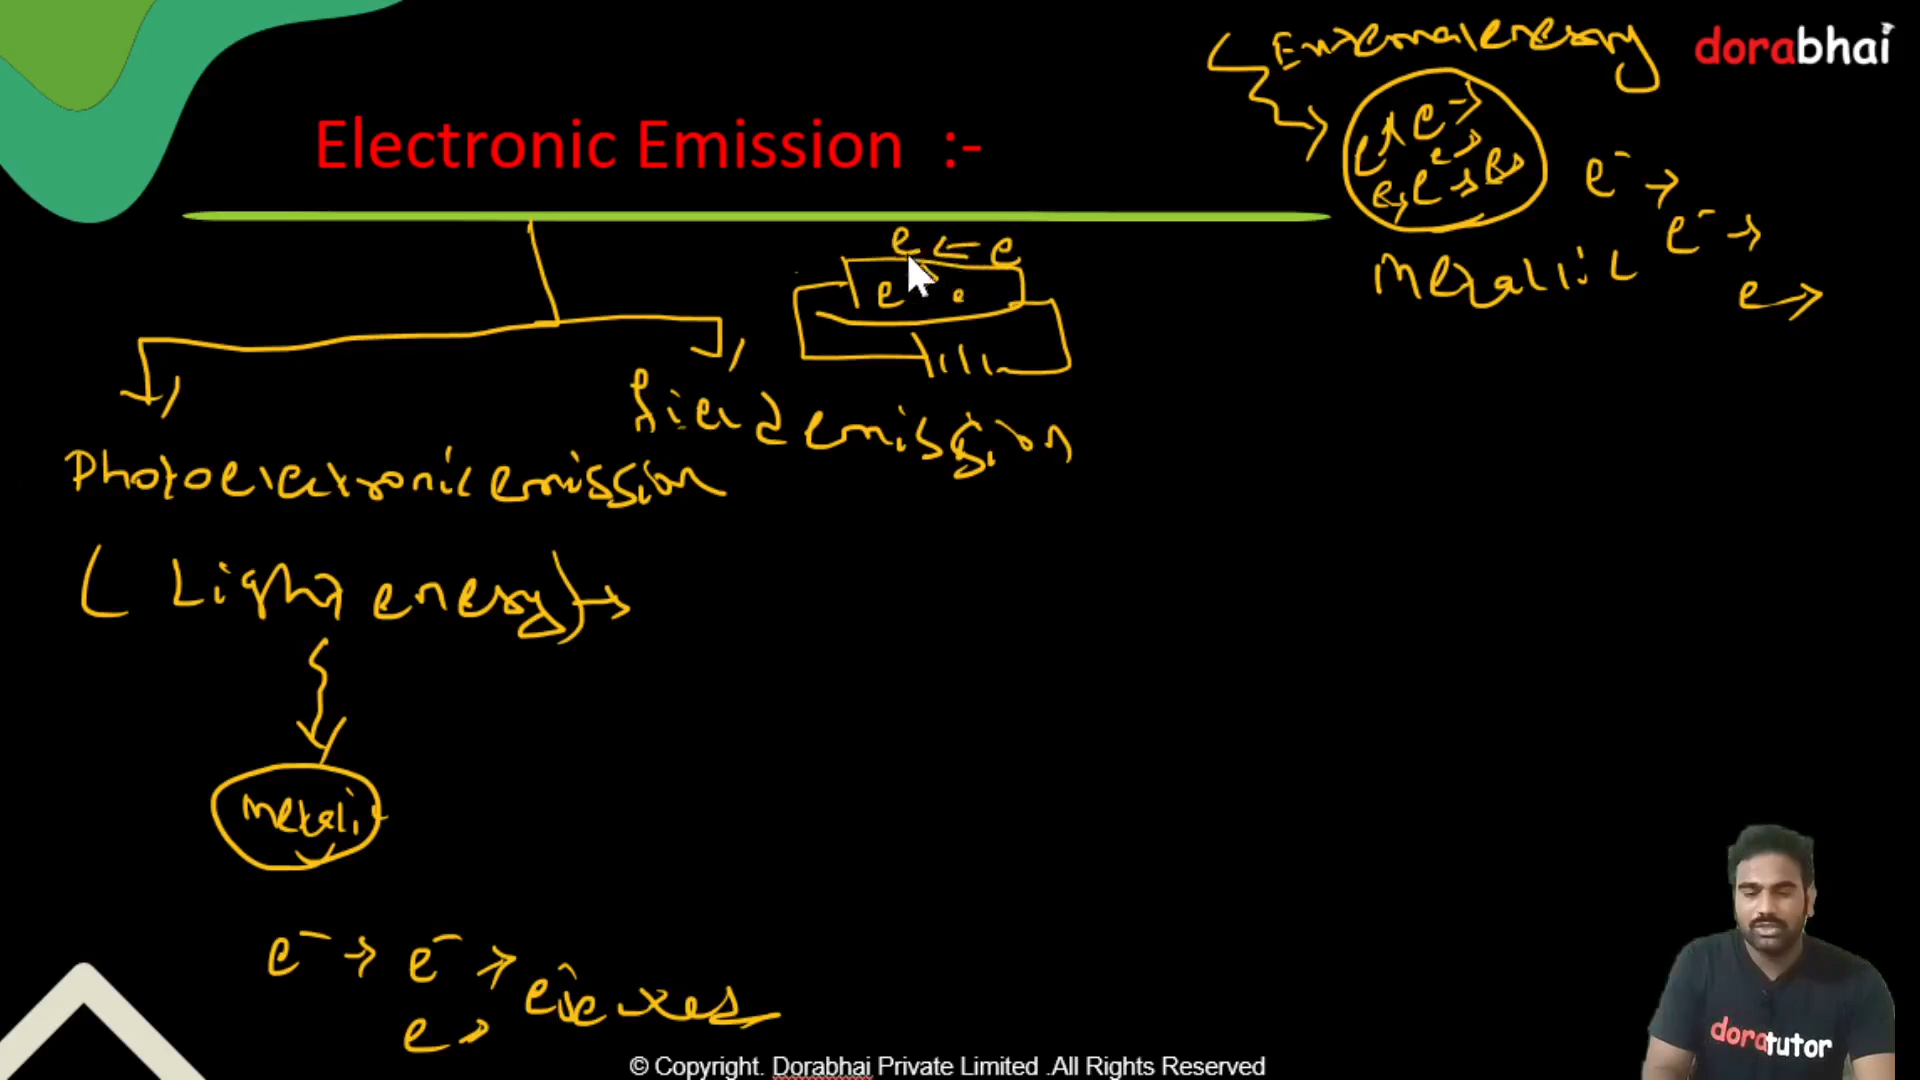 External energy
dorabhai
Electronic Emission :-
e e → e →
e e → e
e⁻ →
e⁻ →
e →
Metallic
e ← e
e e
field emission
Photoelectronic emission
( Light energy ) →
metalic
e⁻ → e⁻ →
e →
doratutor
© Copyright. Dorabhai Private Limited .All Rights Reserved